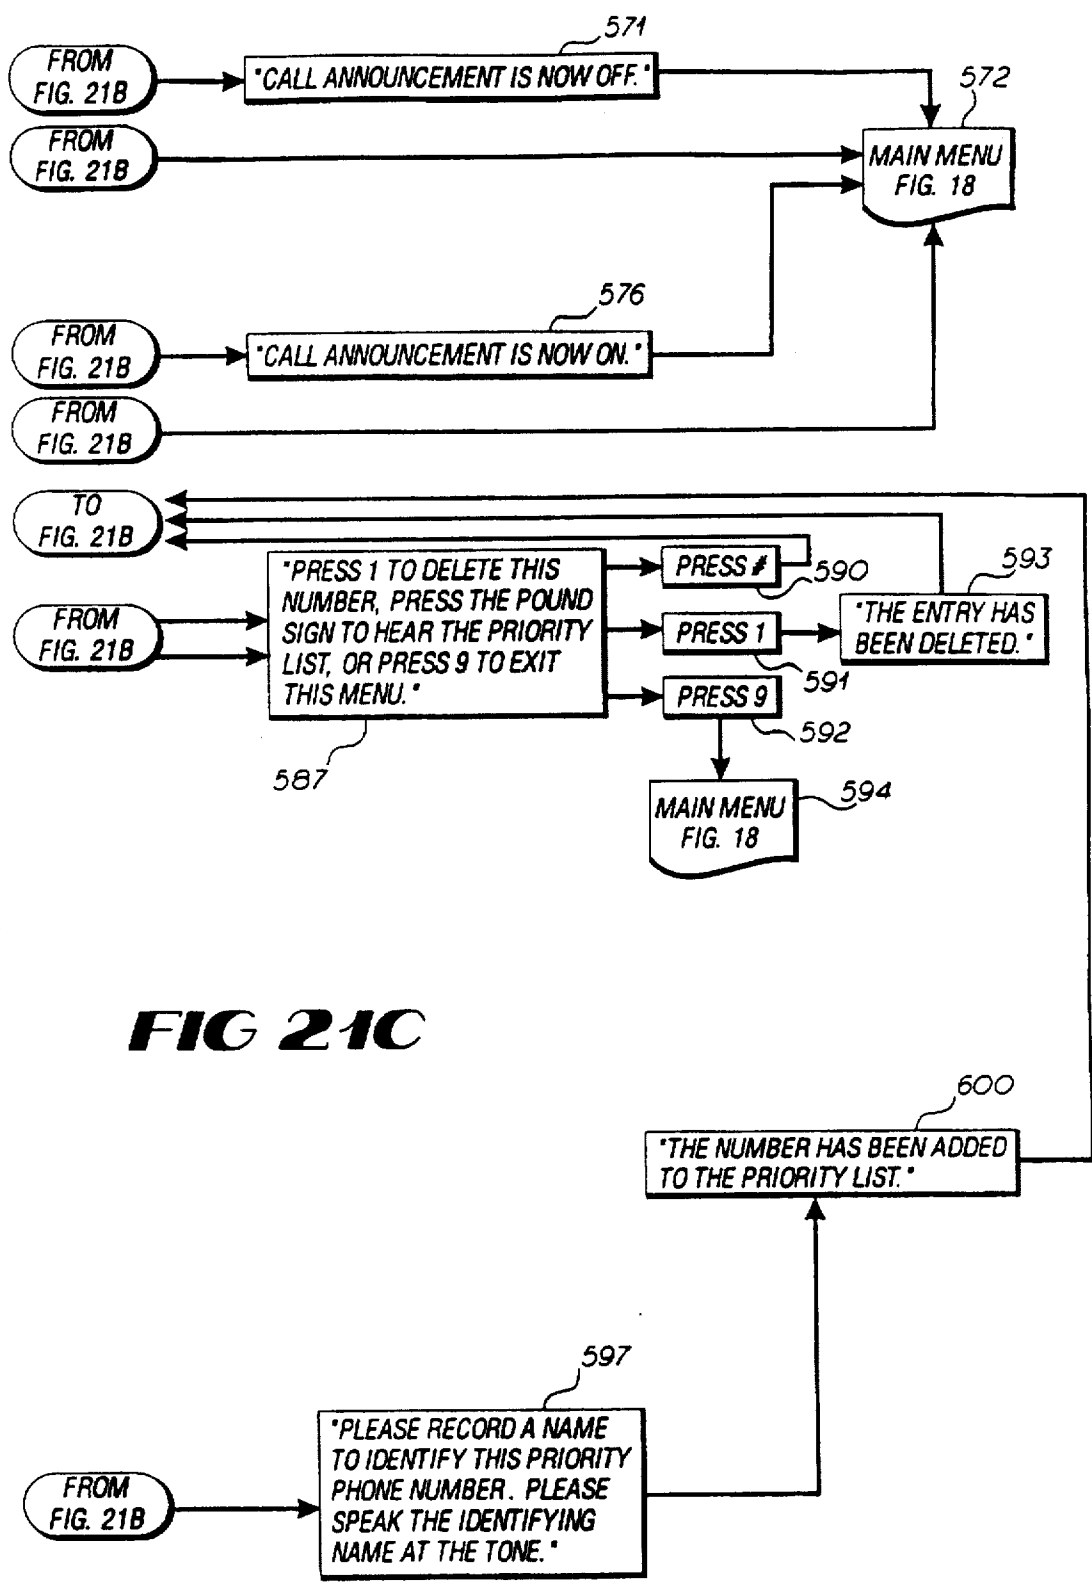 571
FROM
FIG. 21B
"CALL ANNOUNCEMENT IS NOW OFF."
572
FROM
FIG. 21B
MAIN MENU
FIG. 18
576
FROM
FIG. 21B
"CALL ANNOUNCEMENT IS NOW ON."
FROM
FIG. 21B
TO
FIG. 21B
"PRESS 1 TO DELETE THIS
NUMBER, PRESS THE POUND
SIGN TO HEAR THE PRIORITY
LIST, OR PRESS 9 TO EXIT
THIS MENU."
587
FROM
FIG. 21B
PRESS #
590
PRESS 1
591
PRESS 9
592
593
"THE ENTRY HAS
BEEN DELETED."
MAIN MENU
FIG. 18
594
FIG 21C
600
"THE NUMBER HAS BEEN ADDED
TO THE PRIORITY LIST."
597
"PLEASE RECORD A NAME
TO IDENTIFY THIS PRIORITY
PHONE NUMBER. PLEASE
SPEAK THE IDENTIFYING
NAME AT THE TONE."
FROM
FIG. 21B